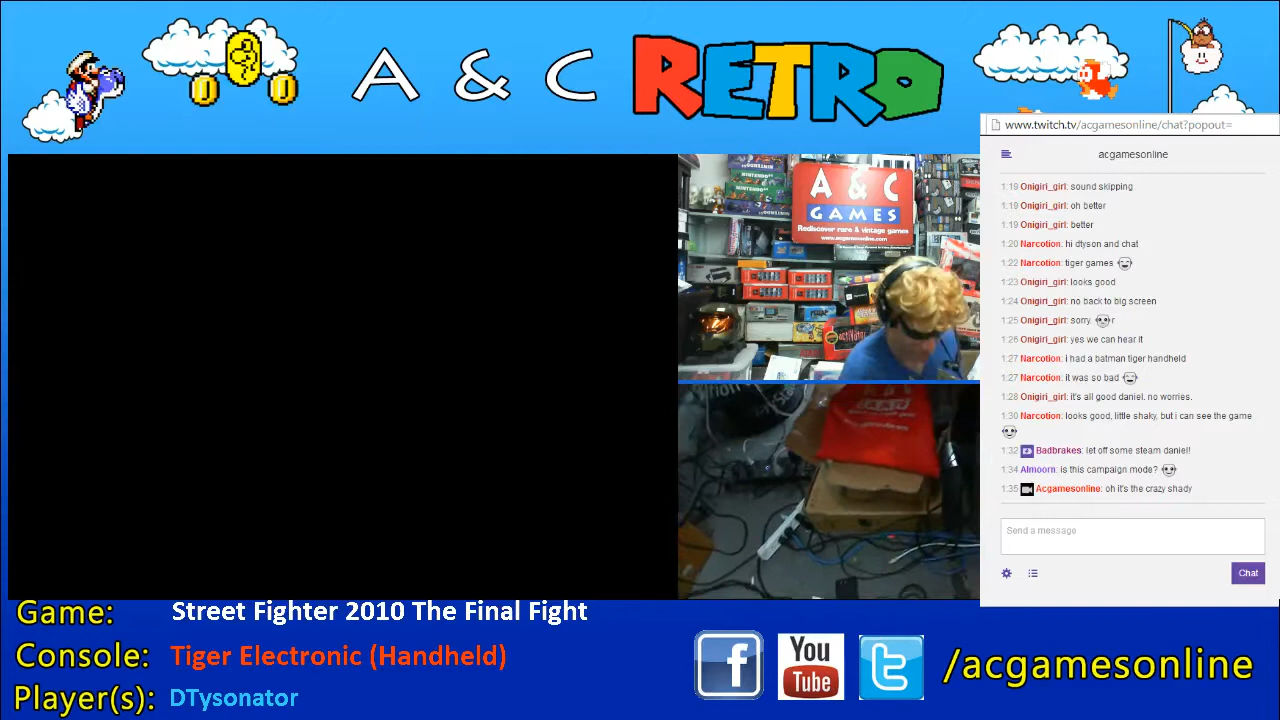 A & C RETRO
www.twitch.tv/acgamesonline/chat?popout=
acgamesonline
1:19 Onigiri_girl: sound skipping
1:19 Onigiri_girl: oh better
1:19 Onigiri_girl: better
1:20 Narcotion: hi dtyson and chat
1:22 Narcotion: tiger games
1:23 Onigiri_girl: looks good
1:24 Onigiri_girl: no back to big screen
1:25 Onigiri_girl: sorry. r
1:26 Onigiri_girl: yes we can hear it
1:27 Narcotion: i had a batman tiger handheld
1:27 Narcotion: it was so bad
1:28 Onigiri_girl: it's all good daniel. no worries.
1:30 Narcotion: looks good, little shaky, but i can see the game
1:32 Badbrakes: let off some steam daniel!
1:34 Almoorn: is this campaign mode?
1:35 Acgamesonline: oh it's the crazy shady
Send a message
Chat
A & C
GAMES
Rediscover rare & vintage games
www.acgamesonline.com
Game: Street Fighter 2010 The Final Fight
Console: Tiger Electronic (Handheld)
Player(s): DTysonator
f
You
Tube
t
/acgamesonline